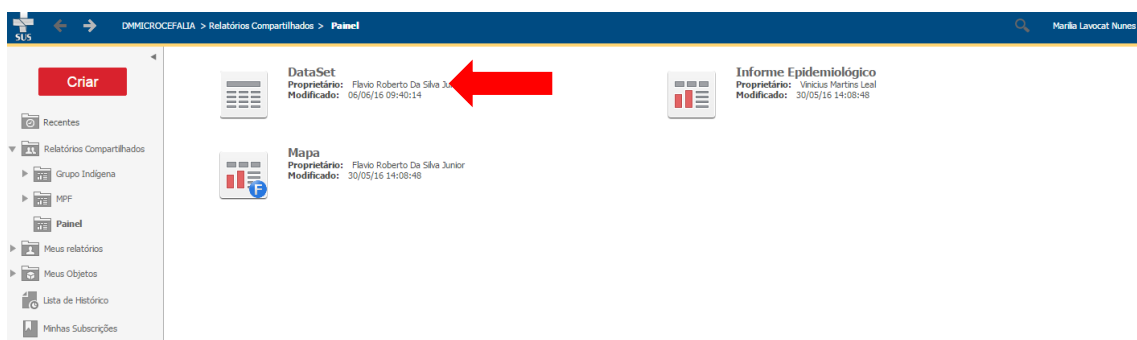 SUS
DMMICROCEFALIA > Relatórios Compartilhados > Painel
Marília Lavocat Nunes
Criar
Recentes
Relatórios Compartilhados
Grupo Indígena
MPF
Painel
Meus relatórios
Meus Objetos
Lista de Histórico
Minhas Subscrições
DataSet
Proprietário: Flavio Roberto Da Silva
Modificado: 06/06/16 09:40:14
Informe Epidemiológico
Proprietário: Vinicius Martins Leal
Modificado: 30/05/16 14:08:48
Mapa
Proprietário: Flavio Roberto Da Silva Junior
Modificado: 30/05/16 14:08:48
F